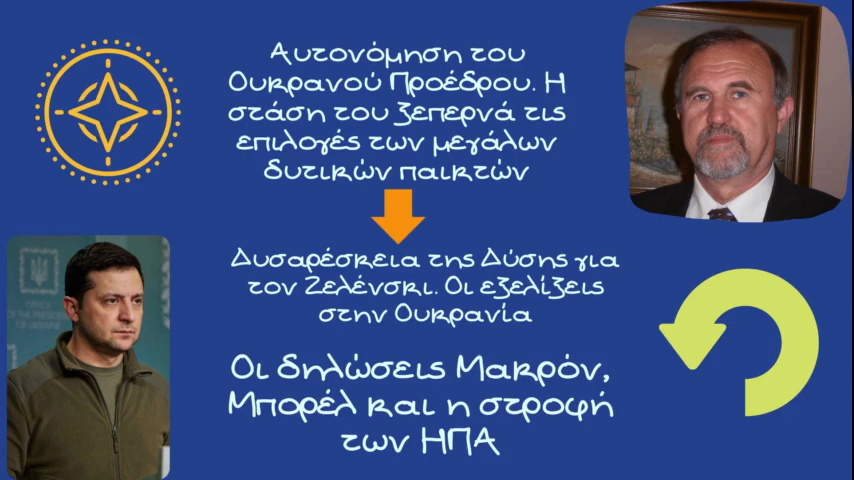 Αυτονόμηση του
Ουκρανού Προέδρου. Η
στάση του ξεπερνά τις
επιλογές των μεγάλων
δυτικών παικτών
Δυσαρέσκεια της Δύσης για
τον Ζελένσκι. Οι εξελίξεις
στην Ουκρανία
Οι δηλώσεις Μακρόν,
Μπορέλ και η στροφή
των ΗΠΑ